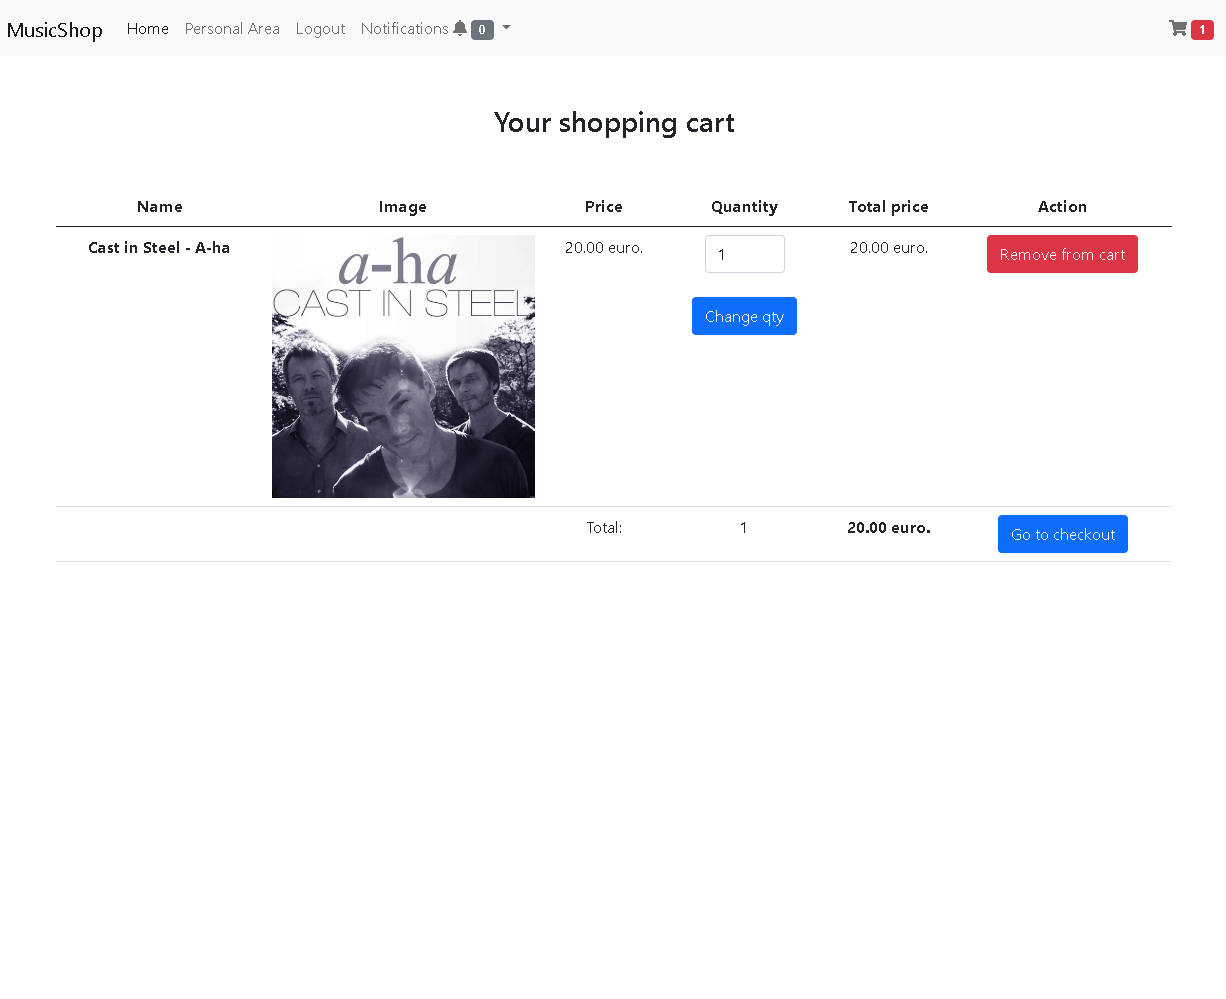 MusicShop Home Personal Area Logout Notifications 0 1
Your shopping cart
Name Image Price Quantity Total price Action
Cast in Steel - A-ha 20.00 euro. 1 20.00 euro. Remove from cart
a-ha
CAST IN STEEL
Change qty
Total: 1 20.00 euro. Go to checkout